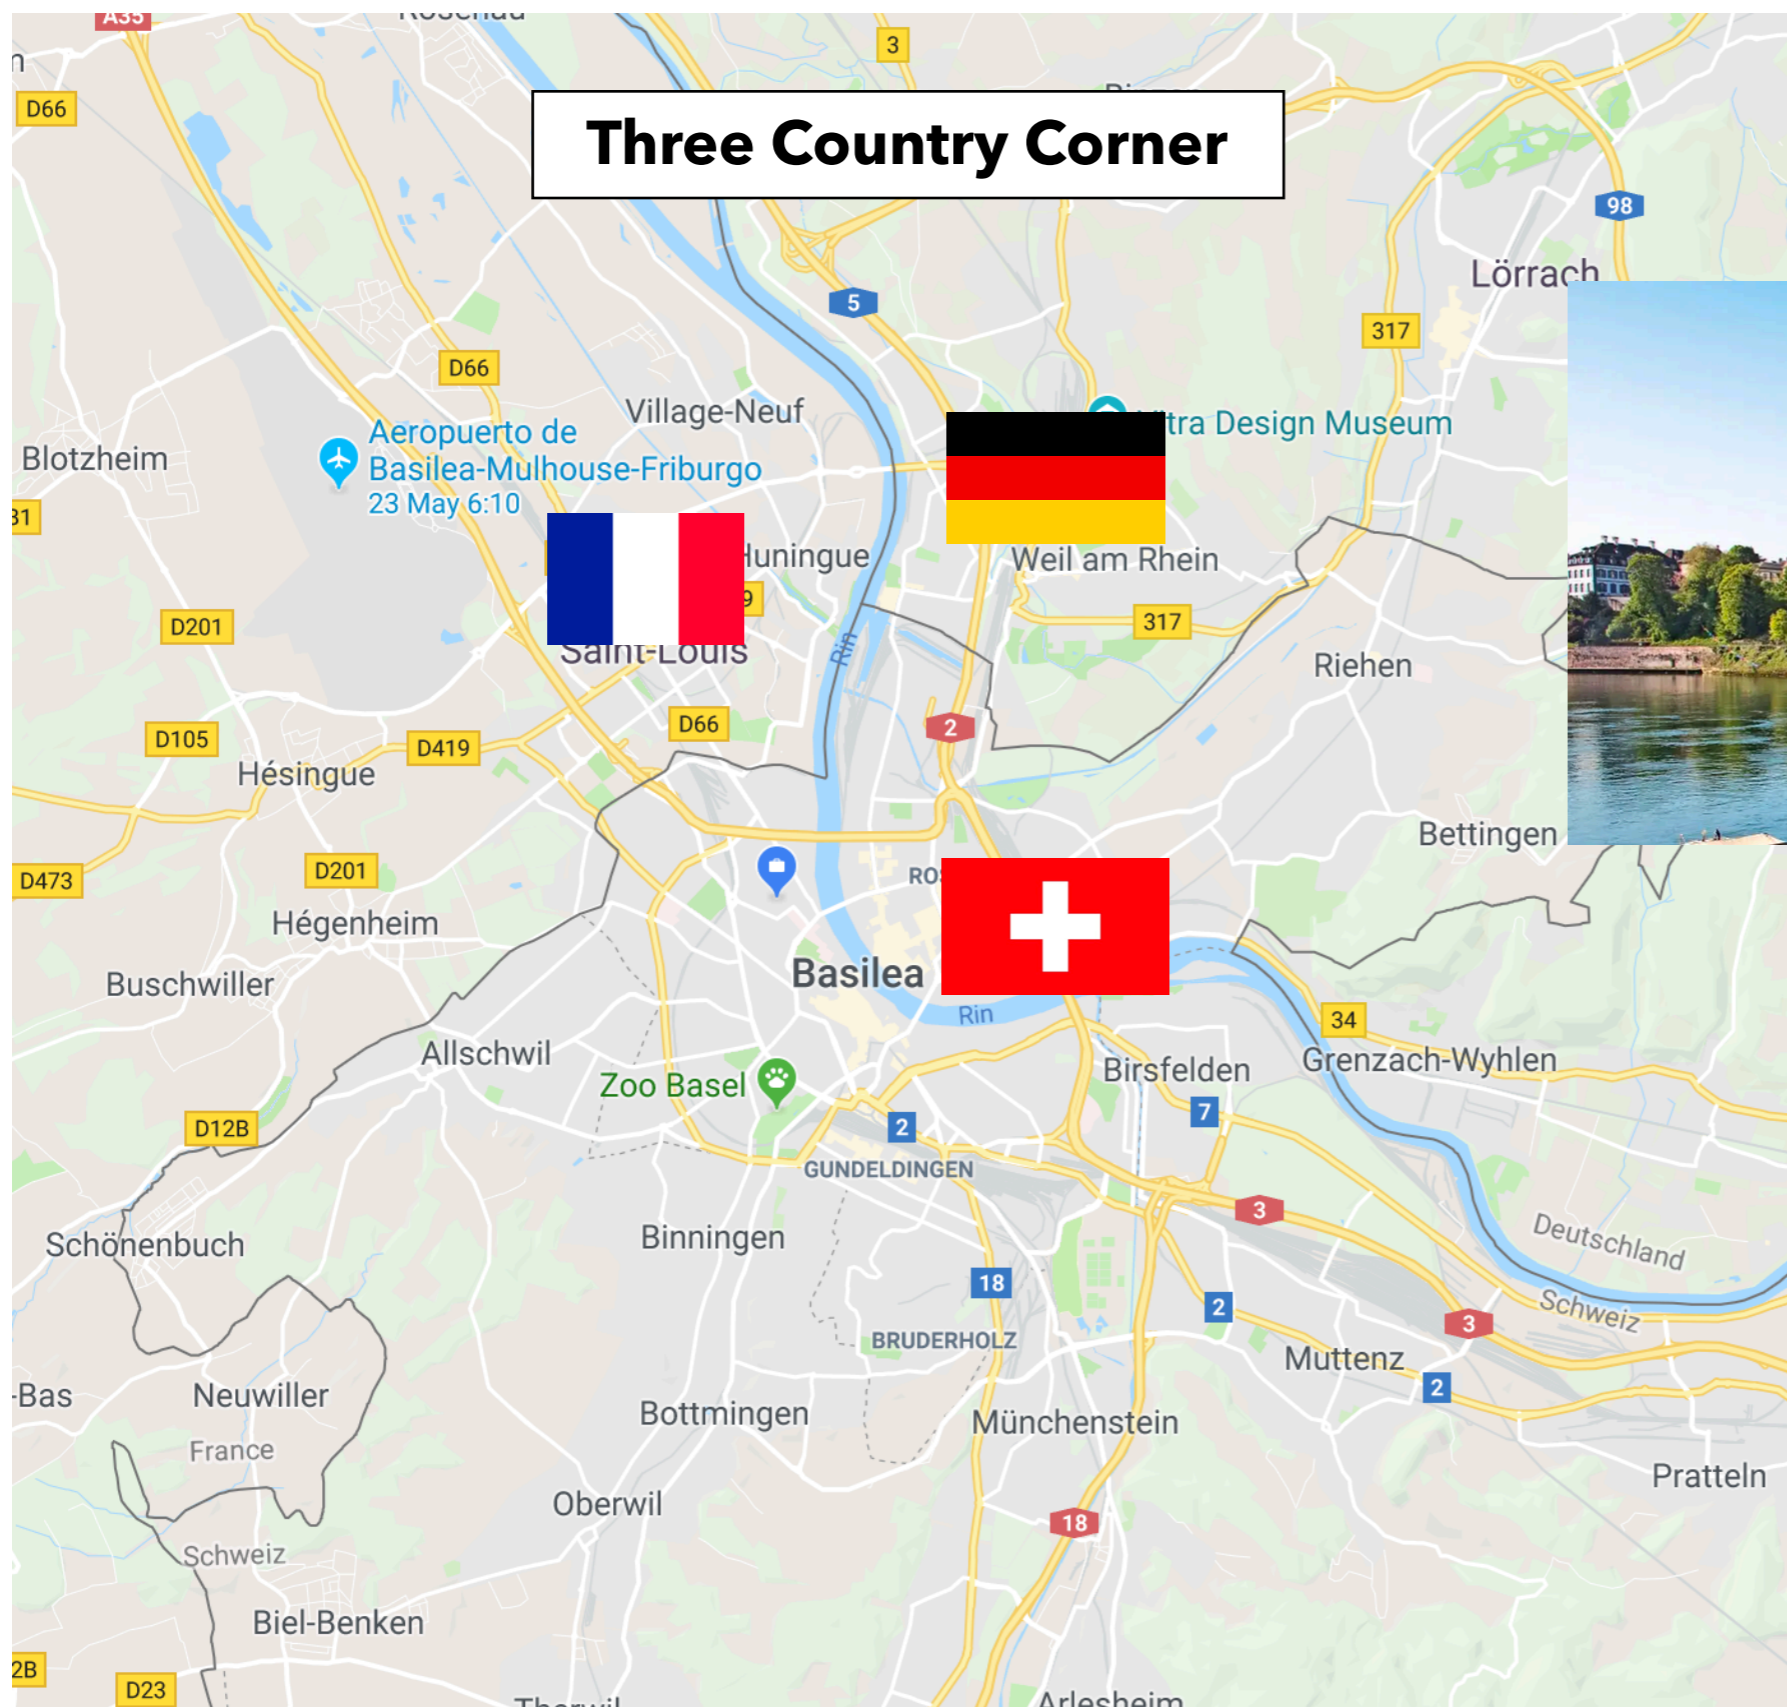 A35
3
D66
Three Country Corner
98
Lörrach
5
317
D66
Village-Neuf
Aeropuerto de
Basilea-Mulhouse-Friburgo
23 May 6:10
Design Museum
Blotzheim
Huningue
Weil am Rhein
D201
317
Saint-Louis
Rin
Riehen
D66
2
D105
D419
Hésingue
Bettingen
D201
D473
Hégenheim
Basilea
Buschwiller
Rin
34
Allschwil
Birsfelden
Grenzach-Wyhlen
Zoo Basel
7
D12B
2
GUNDELDINGEN
3
Schönenbuch
Binningen
Deutschland
18
2
Schweiz
3
BRUDERHOLZ
Muttenz
2
-Bas
Neuwiller
Bottmingen
Münchenstein
France
Pratteln
Oberwil
18
Schweiz
Biel-Benken
2B
D23
Arlesheim